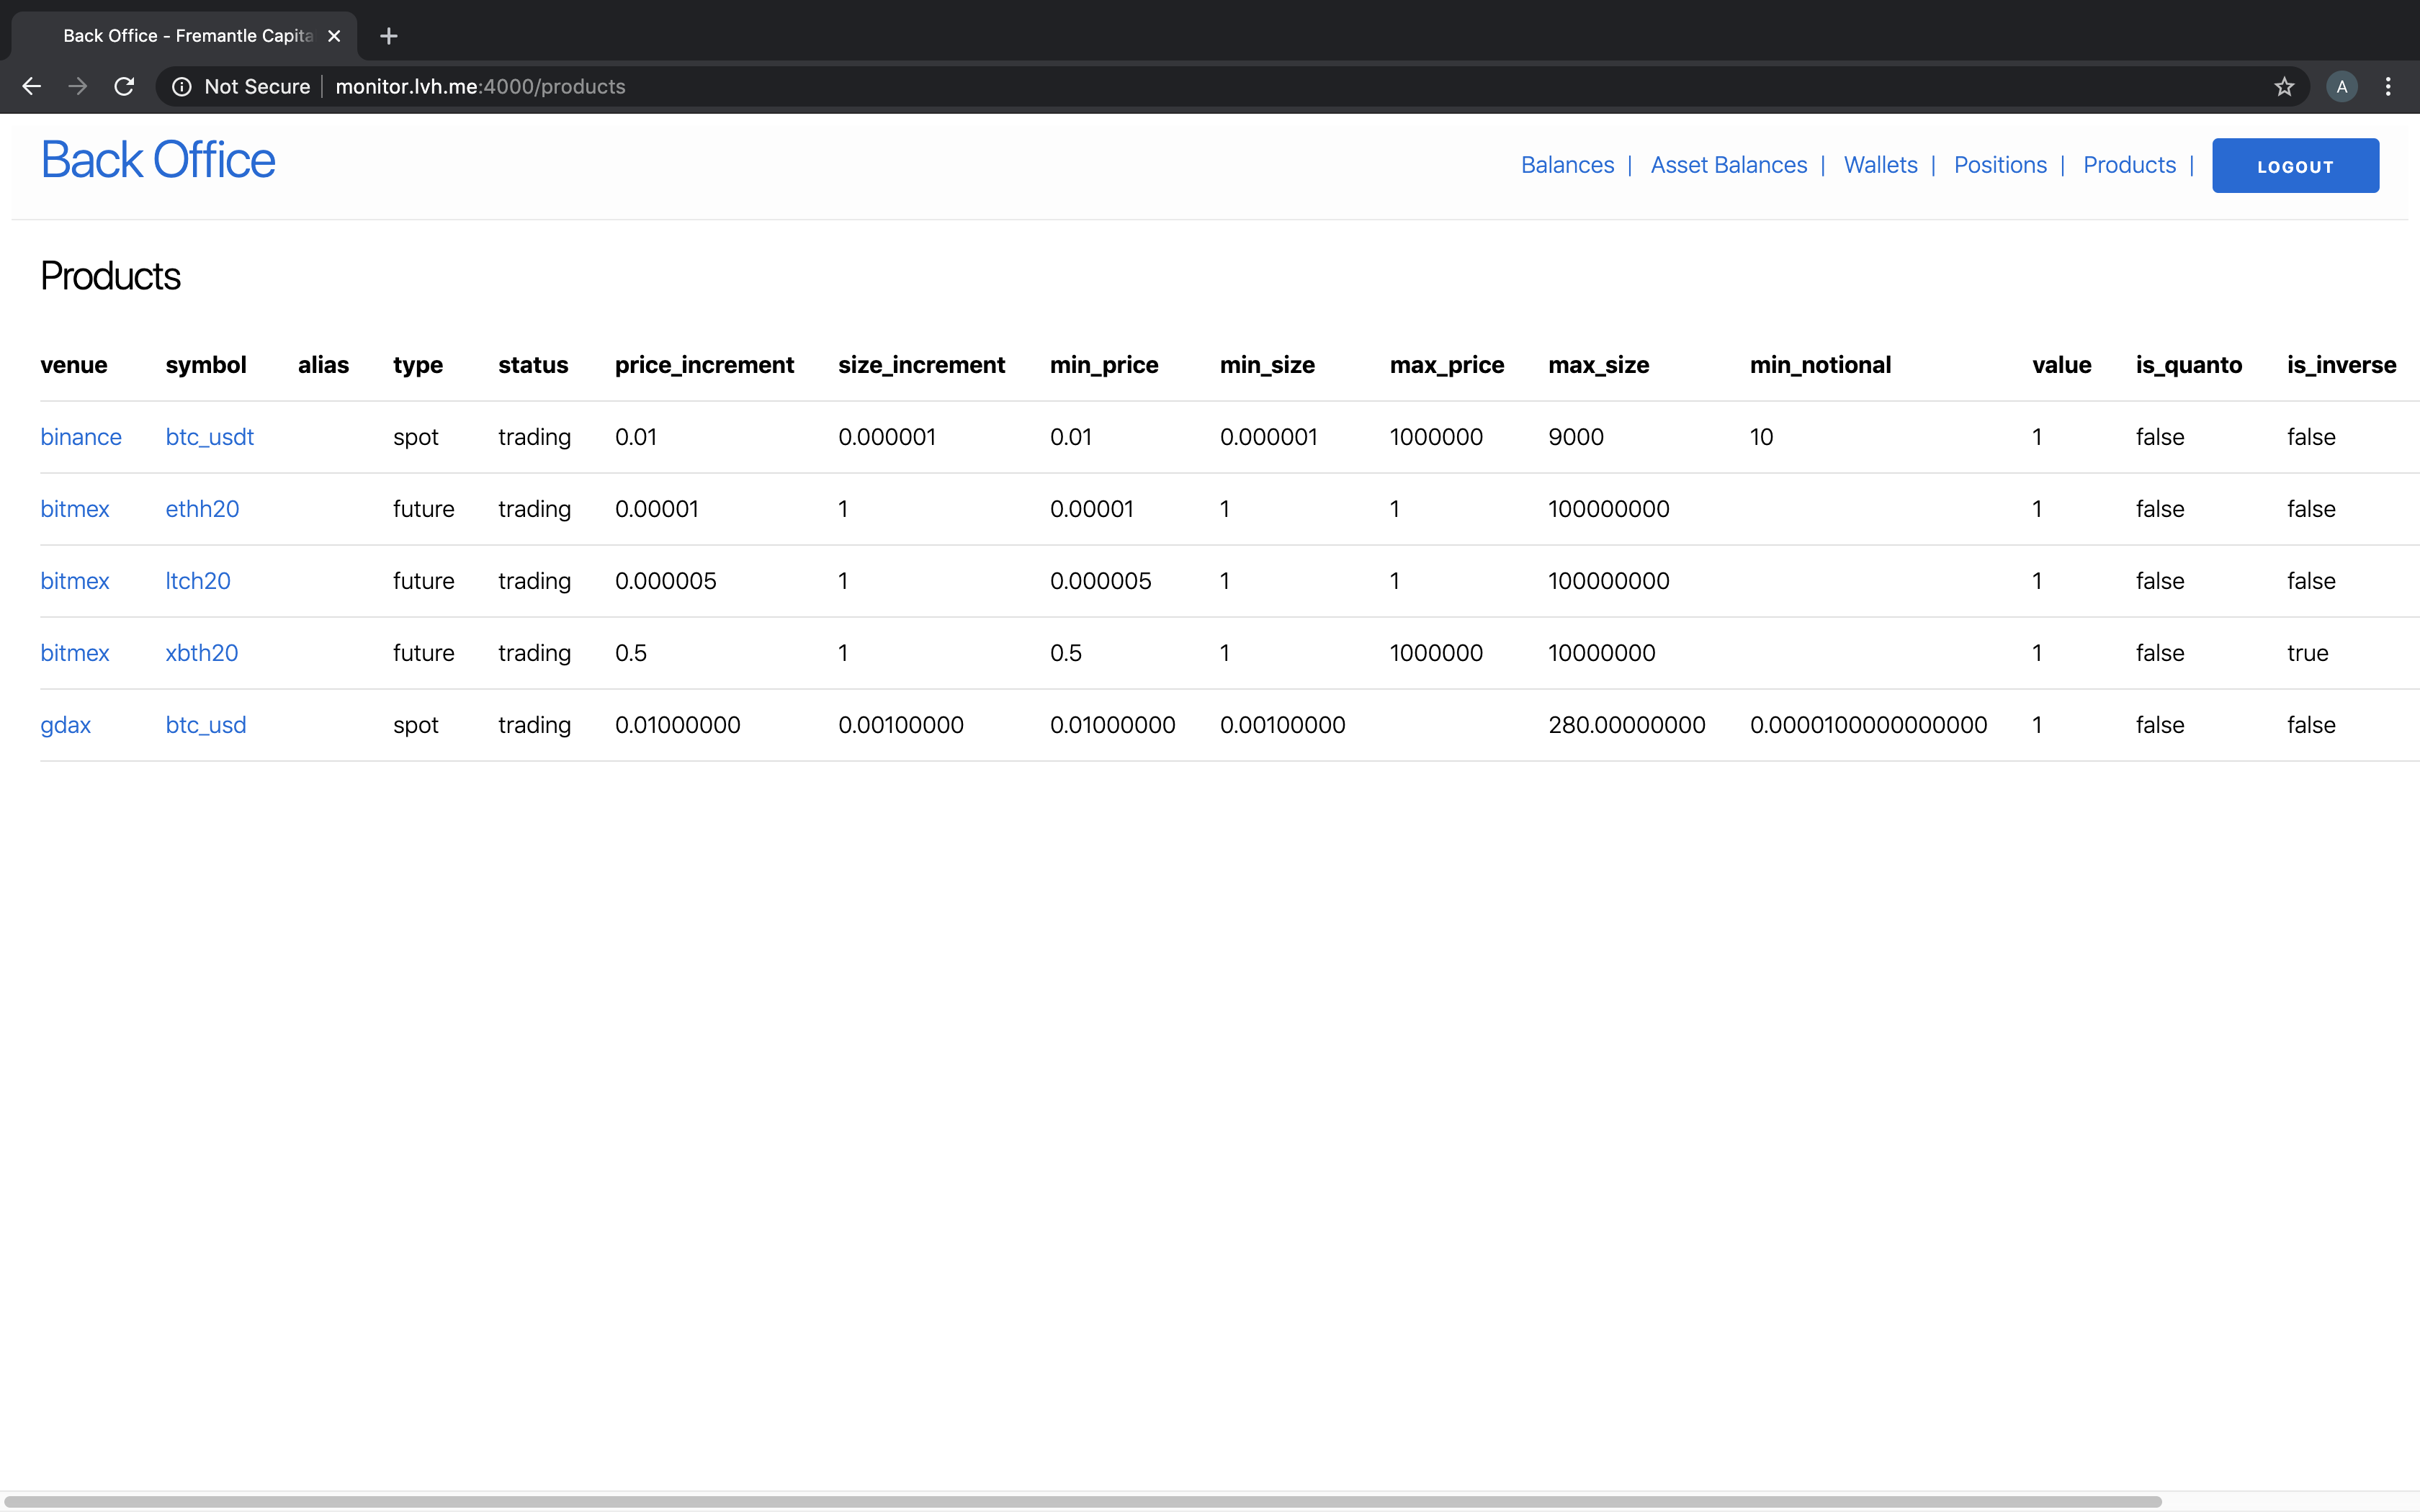 Back Office - Fremantle Capita
Not Secure monitor.lvh.me:4000/products A
Back Office Balances | Asset Balances | Wallets | Positions | Products | LOGOUT
Products
venue symbol alias type status price_increment size_increment min_price min_size max_price max_size min_notional value is_quanto is_inverse
binance btc_usdt spot trading 0.01 0.000001 0.01 0.000001 1000000 9000 10 1 false false
bitmex ethh20 future trading 0.00001 1 0.00001 1 1 100000000 1 false false
bitmex ltch20 future trading 0.000005 1 0.000005 1 1 100000000 1 false false
bitmex xbth20 future trading 0.5 1 0.5 1 1000000 10000000 1 false true
gdax btc_usd spot trading 0.01000000 0.00100000 0.01000000 0.00100000 280.00000000 0.0000100000000000 1 false false